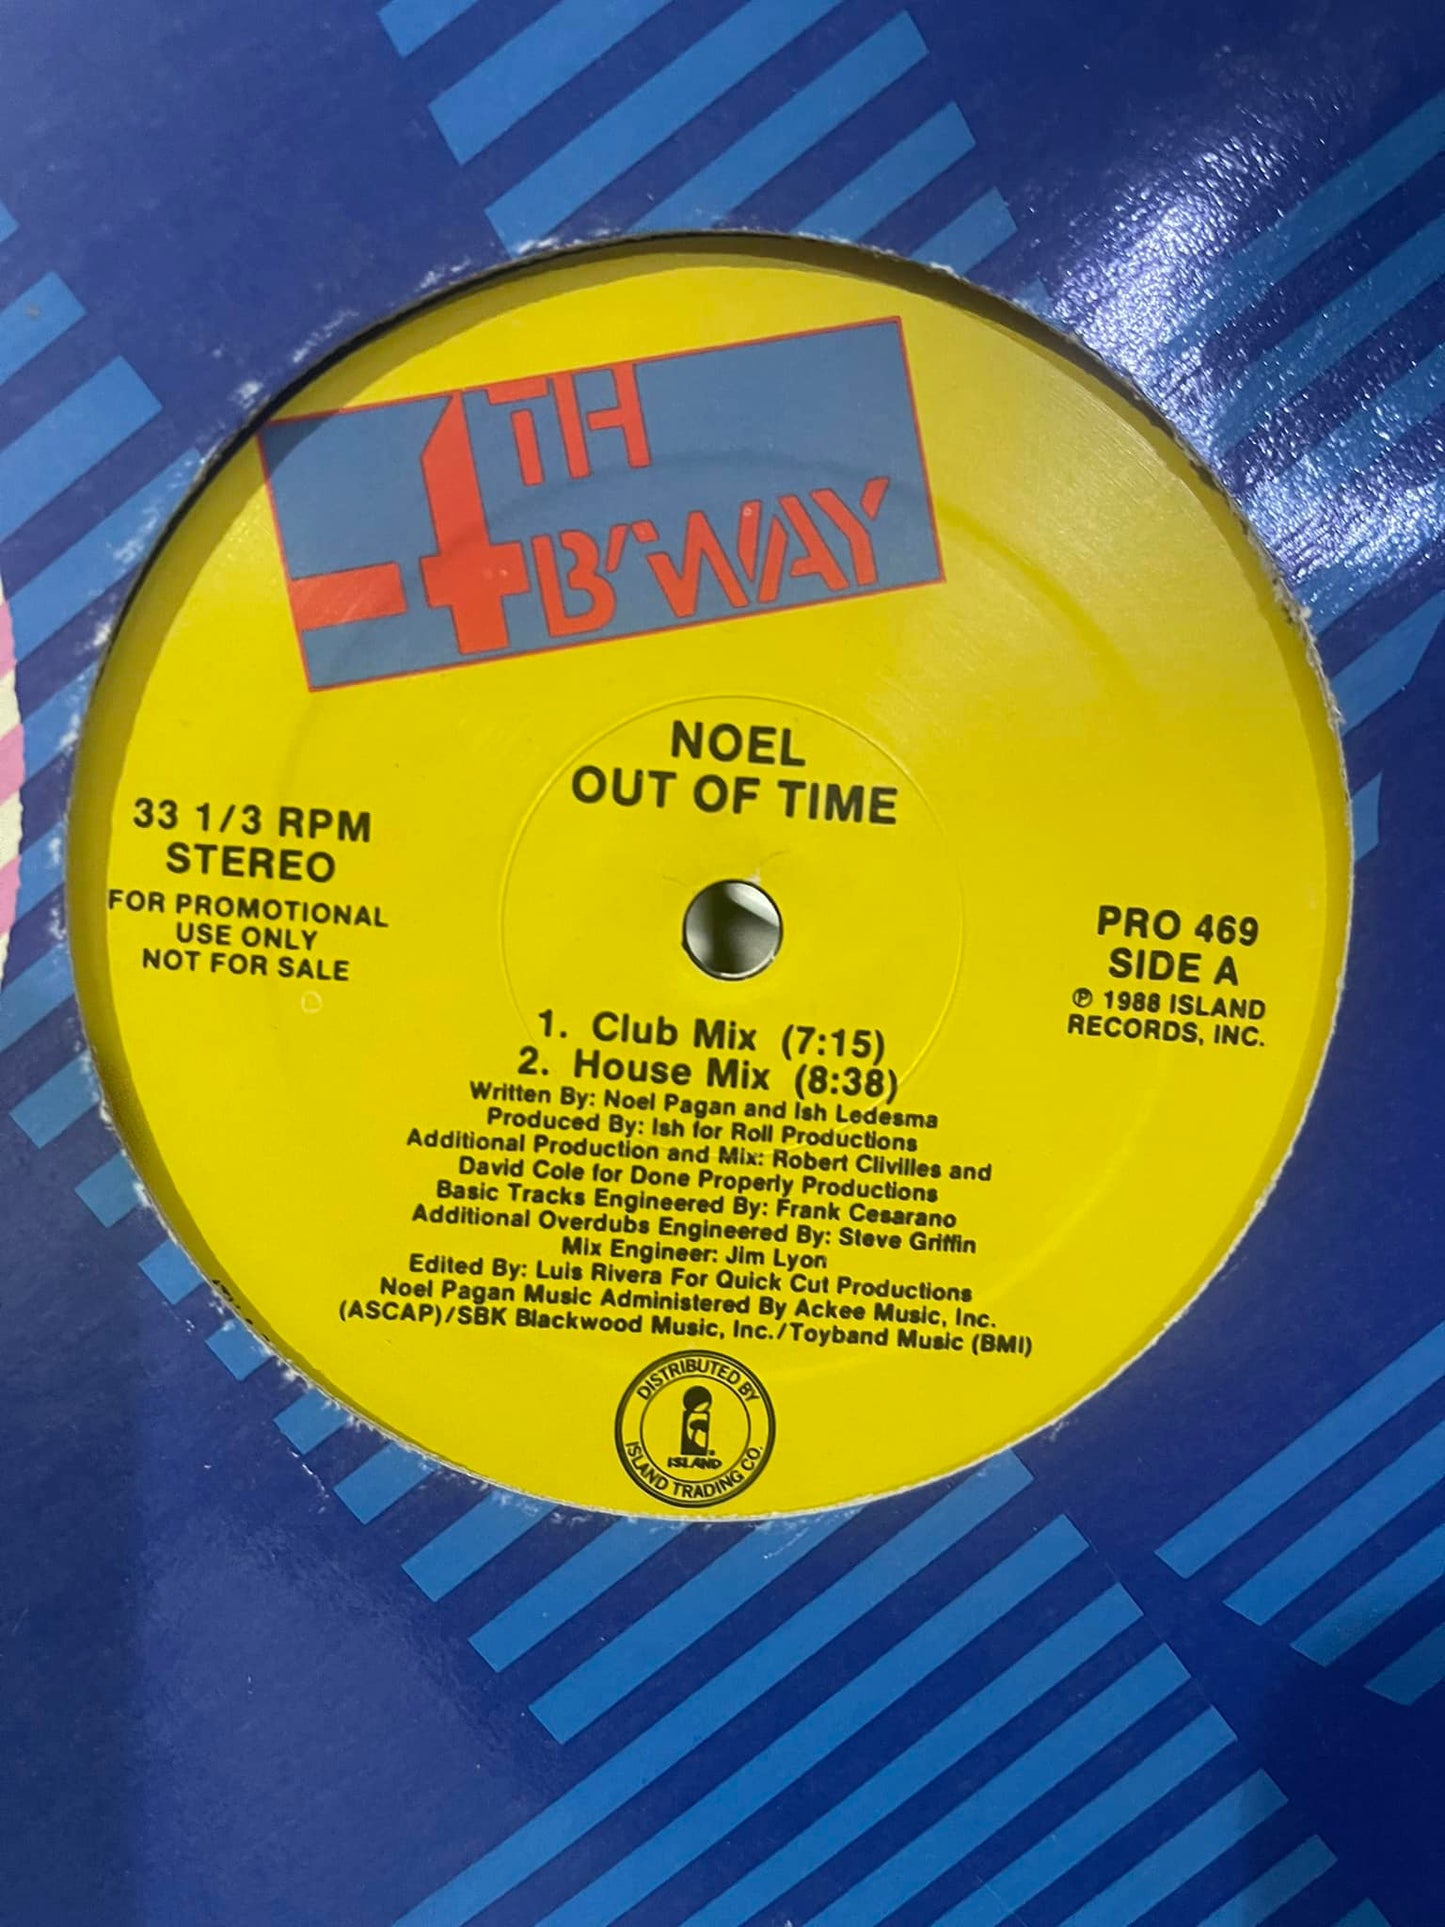 4TH
B'WAY
NOEL
OUT OF TIME
33 1/3 RPM
STEREO
FOR PROMOTIONAL
USE ONLY
NOT FOR SALE
PRO 469
SIDE A
℗ 1988 ISLAND
RECORDS, INC.
1. Club Mix (7:15)
2. House Mix (8:38)
Written By: Noel Pagan and Ish Ledesma
Produced By: Ish for Roll Productions
Additional Production and Mix: Robert Clivilles and
David Cole for Done Properly Productions
Basic Tracks Engineered By: Frank Cesarano
Additional Overdubs Engineered By: Steve Griffin
Mix Engineer: Jim Lyon
Edited By: Luis Rivera For Quick Cut Productions
Noel Pagan Music Administered By Ackee Music, Inc.
(ASCAP)/SBK Blackwood Music, Inc./Toyband Music (BMI)
DISTRIBUTED BY
ISLAND
ISLAND TRADING CO.